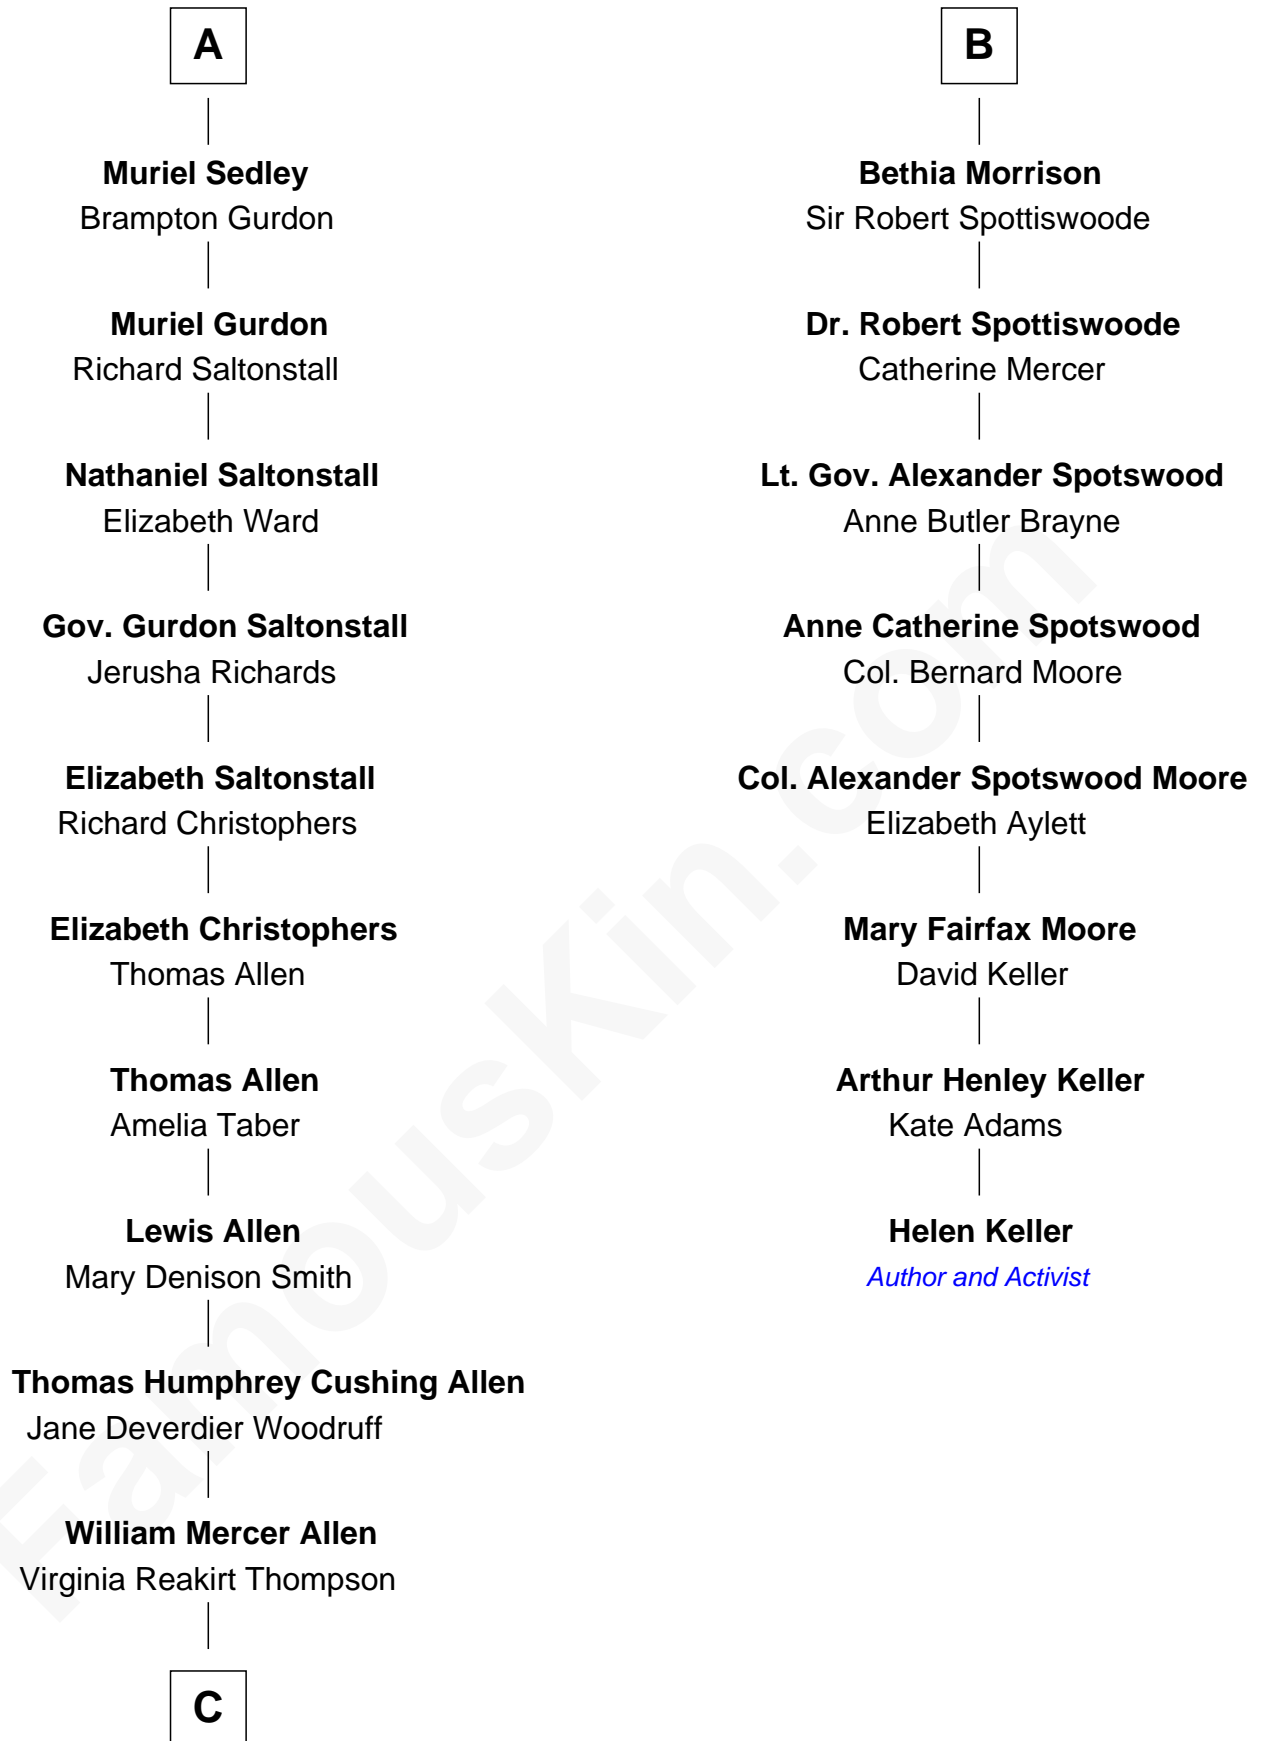 A
Muriel Sedley
Brampton Gurdon
Muriel Gurdon
Richard Saltonstall
Nathaniel Saltonstall
Elizabeth Ward
Gov. Gurdon Saltonstall
Jerusha Richards
Elizabeth Saltonstall
Richard Christophers
Elizabeth Christophers
Thomas Allen
Thomas Allen
Amelia Taber
Lewis Allen
Mary Denison Smith
Thomas Humphrey Cushing Allen
Jane Deverdier Woodruff
William Mercer Allen
Virginia Reakirt Thompson
C
B
Bethia Morrison
Sir Robert Spottiswoode
Dr. Robert Spottiswoode
Catherine Mercer
Lt. Gov. Alexander Spotswood
Anne Butler Brayne
Anne Catherine Spotswood
Col. Bernard Moore
Col. Alexander Spotswood Moore
Elizabeth Aylett
Mary Fairfax Moore
David Keller
Arthur Henley Keller
Kate Adams
Helen Keller
Author and Activist
FamousKin.com